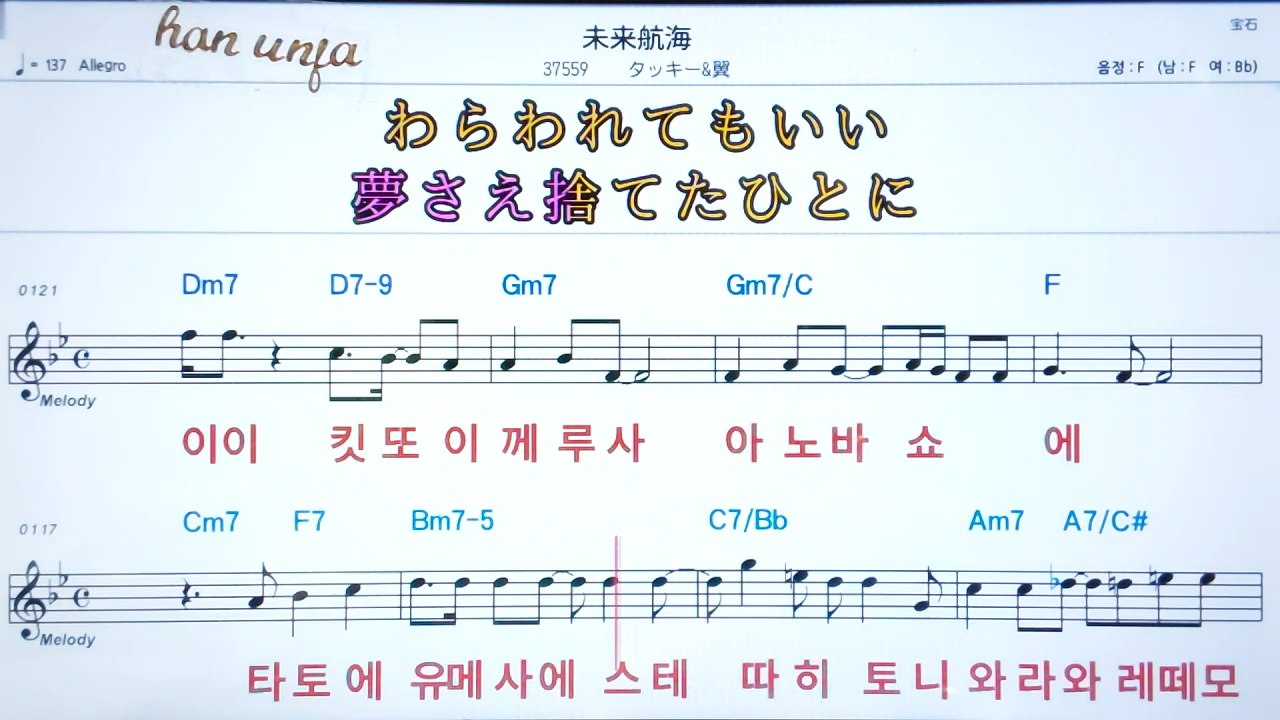 han unfa
未来航海
宝石
♩= 137 Allegro
37559 タッキー&翼
음정:F (남:F 여:Bb)
わらわれてもいい
夢さえ捨てたひとに
0121
Dm7 D7-9 Gm7 Gm7/C F
Melody
이이 킷 또 이 께 루 사 아 노 바 쇼 에
0117
Cm7 F7 Bm7-5 C7/Bb Am7 A7/C#
Melody
타 토 에 유메 사 에 스 테 따 히 토 니 와 라 와 레 떼 모